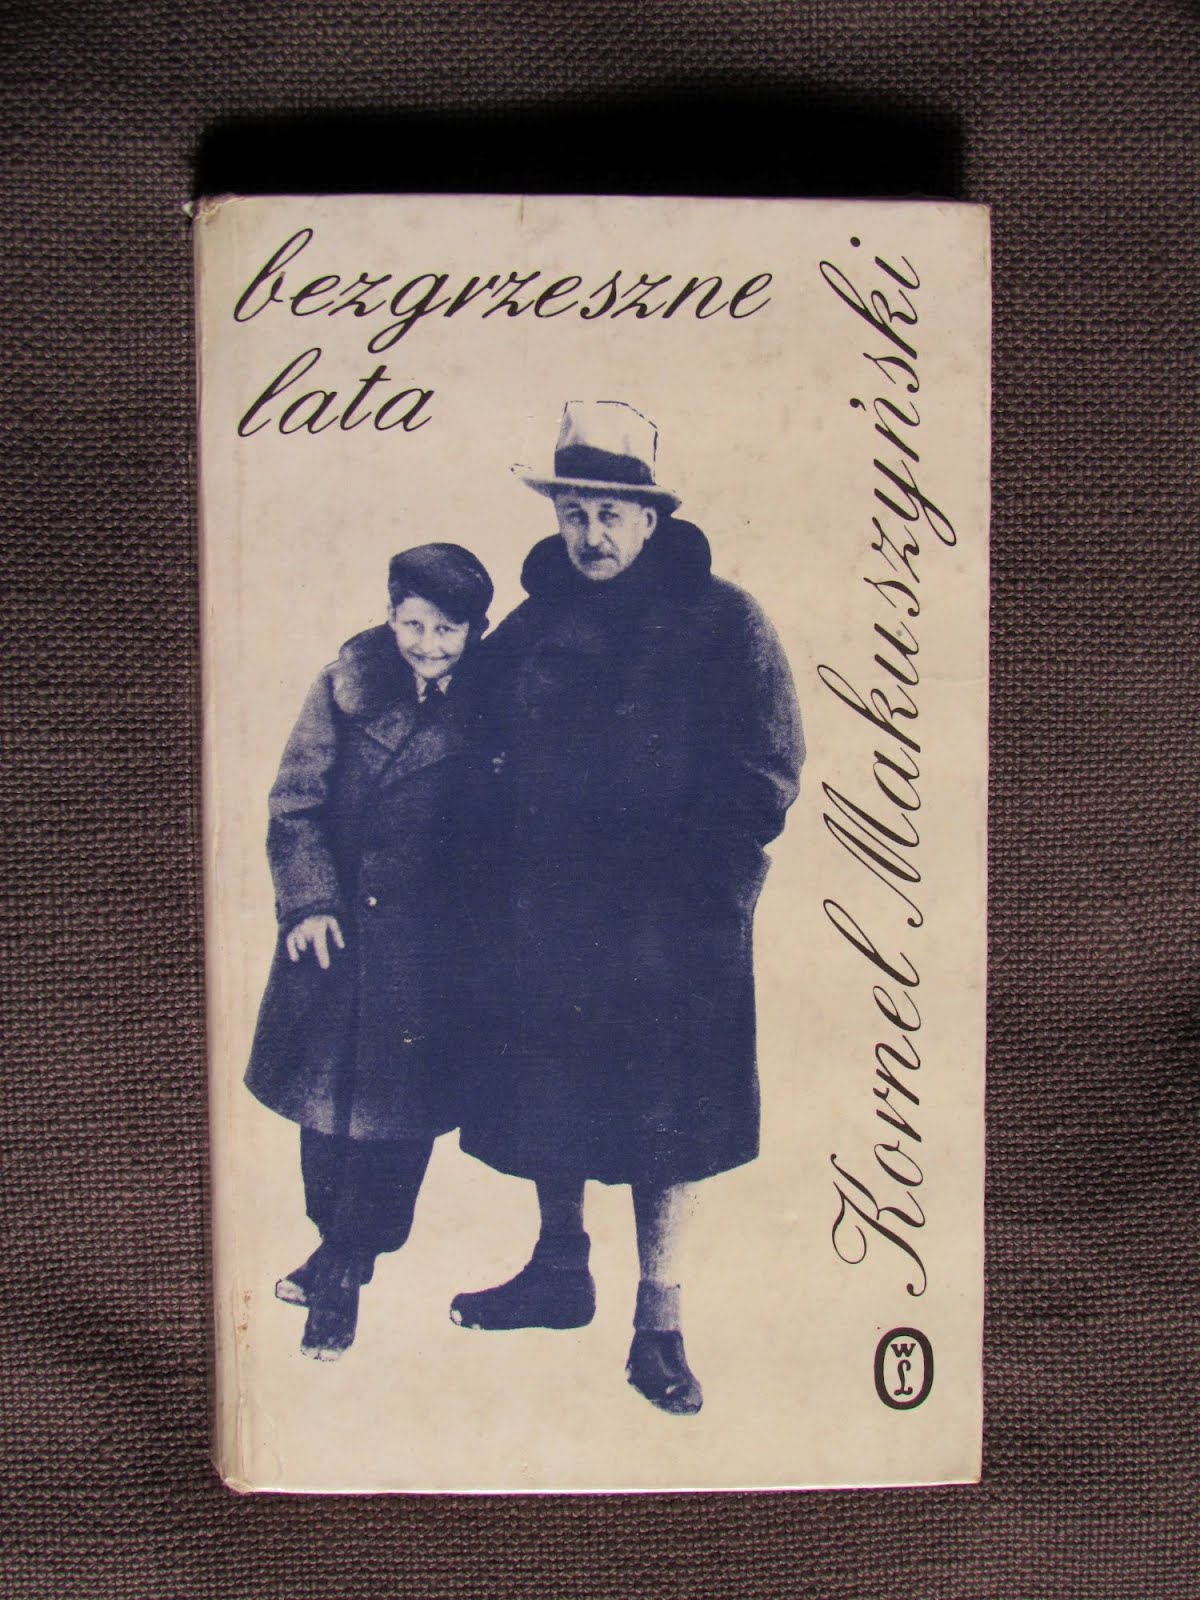 bezgrzeszne
lata
Kornel Makuszyński
WL